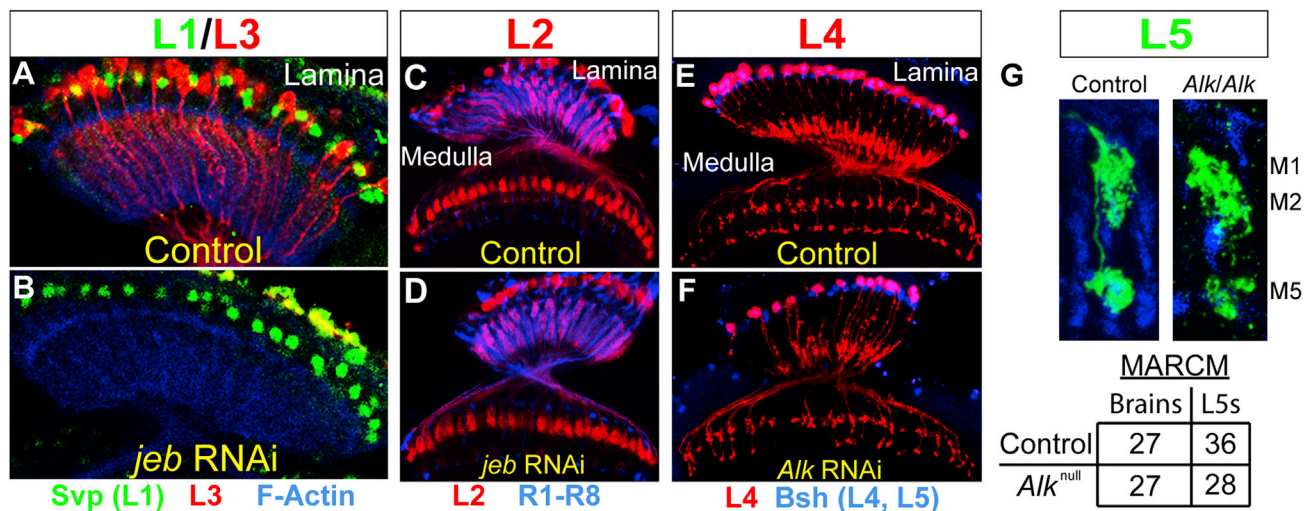 L1/L3
L2
L4
L5
A
Lamina
Control
B
jeb RNAi
Svp (L1) L3 F-Actin
C
Lamina
Medulla
Control
D
jeb RNAi
L2 R1-R8
E
Lamina
Medulla
Control
F
Alk RNAi
L4 Bsh (L4, L5)
G
Control Alk/Alk
M1
M2
M5
MARCM
Brains L5s
Control 27 36
Alk null 27 28